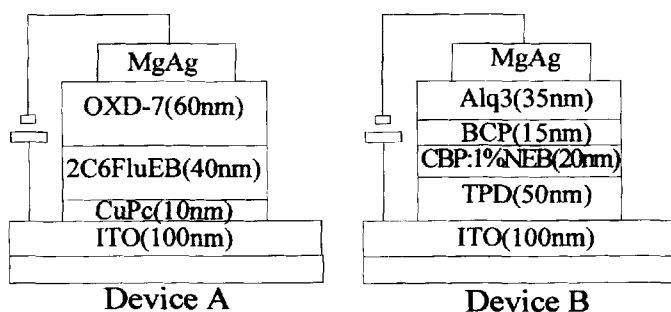 MgAg
OXD-7(60nm)
2C6FluEB(40nm)
CuPc(10nm)
ITO(100nm)
Device A
MgAg
Alq3(35nm)
BCP(15nm)
CBP:1%NEB(20nm)
TPD(50nm)
ITO(100nm)
Device B